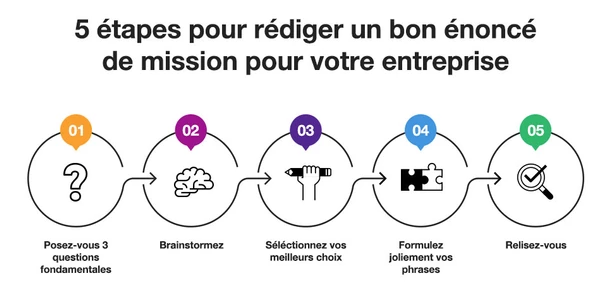 5 étapes pour rédiger un bon énoncé
de mission pour votre entreprise
01
02
03
04
05
Posez-vous 3
questions
fondamentales
Brainstormez
Séléctionnez vos
meilleurs choix
Formulez
joliement vos
phrases
Relisez-vous